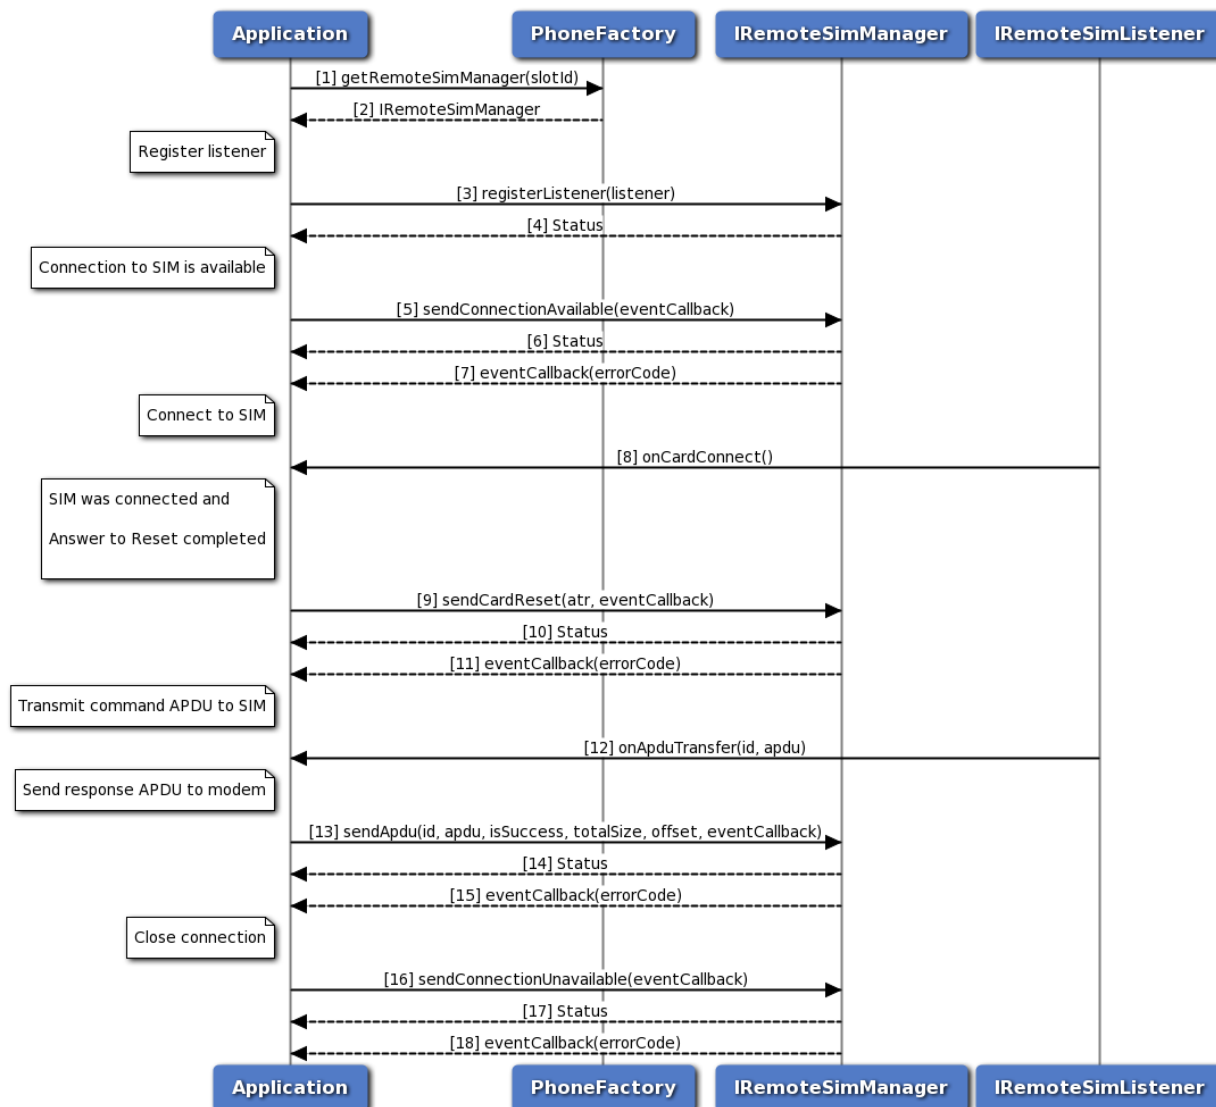 Application
PhoneFactory
IRemoteSimManager
IRemoteSimListener
[1] getRemoteSimManager(slotId)
[2] IRemoteSimManager
Register listener
[3] registerListener(listener)
[4] Status
Connection to SIM is available
[5] sendConnectionAvailable(eventCallback)
[6] Status
[7] eventCallback(errorCode)
Connect to SIM
[8] onCardConnect()
SIM was connected and
Answer to Reset completed
[9] sendCardReset(atr, eventCallback)
[10] Status
[11] eventCallback(errorCode)
Transmit command APDU to SIM
[12] onApduTransfer(id, apdu)
Send response APDU to modem
[13] sendApdu(id, apdu, isSuccess, totalSize, offset, eventCallback)
[14] Status
[15] eventCallback(errorCode)
Close connection
[16] sendConnectionUnavailable(eventCallback)
[17] Status
[18] eventCallback(errorCode)
Application
PhoneFactory
IRemoteSimManager
IRemoteSimListener